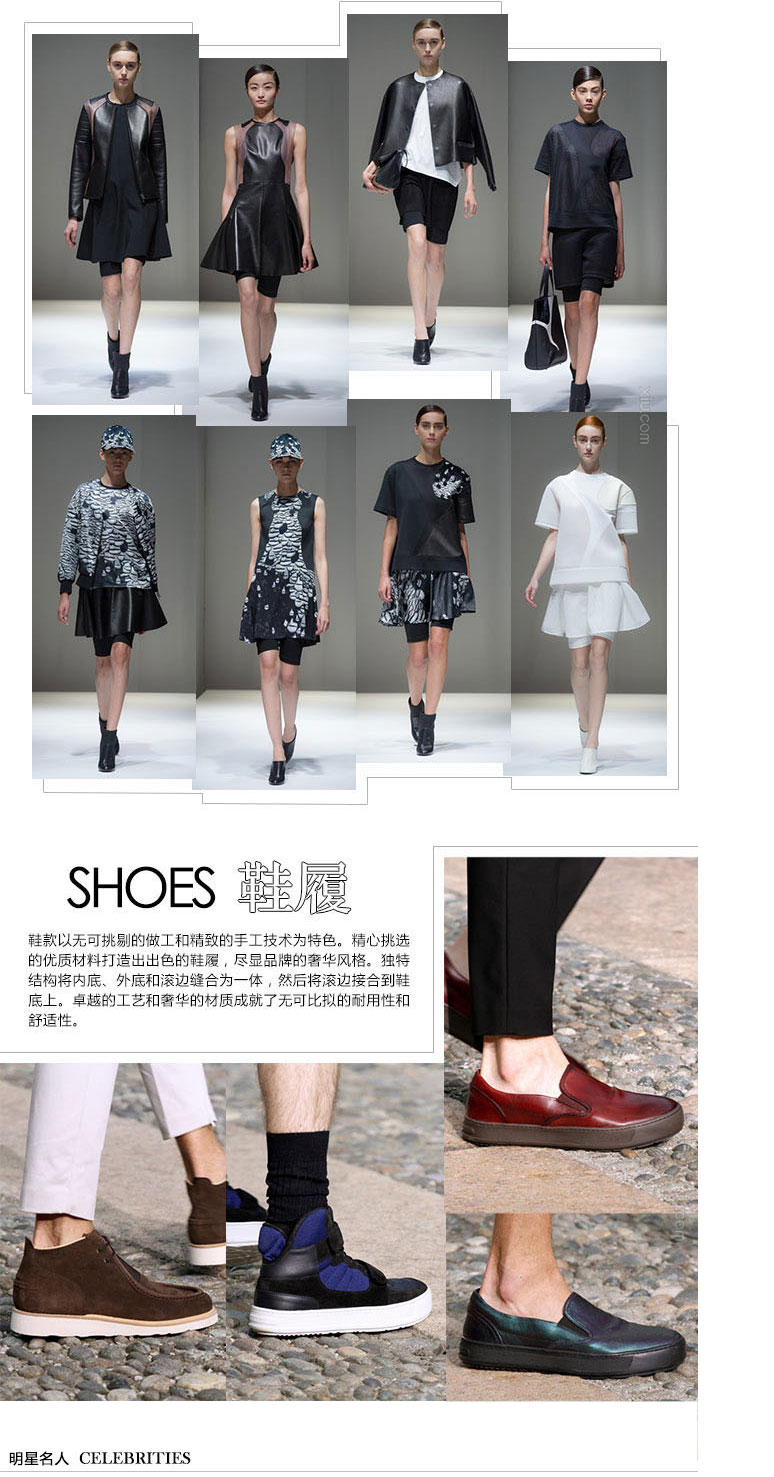 xiu.com
SHOES 鞋履
鞋款以无可挑剔的做工和精致的手工技术为特色。精心挑选
的优质材料打造出出色的鞋履，尽显品牌的奢华风格。独特
结构将内底、外底和滚边缝合为一体，然后将滚边接合到鞋
底上。卓越的工艺和奢华的材质成就了无可比拟的耐用性和
舒适性。
明星名人 CELEBRITIES